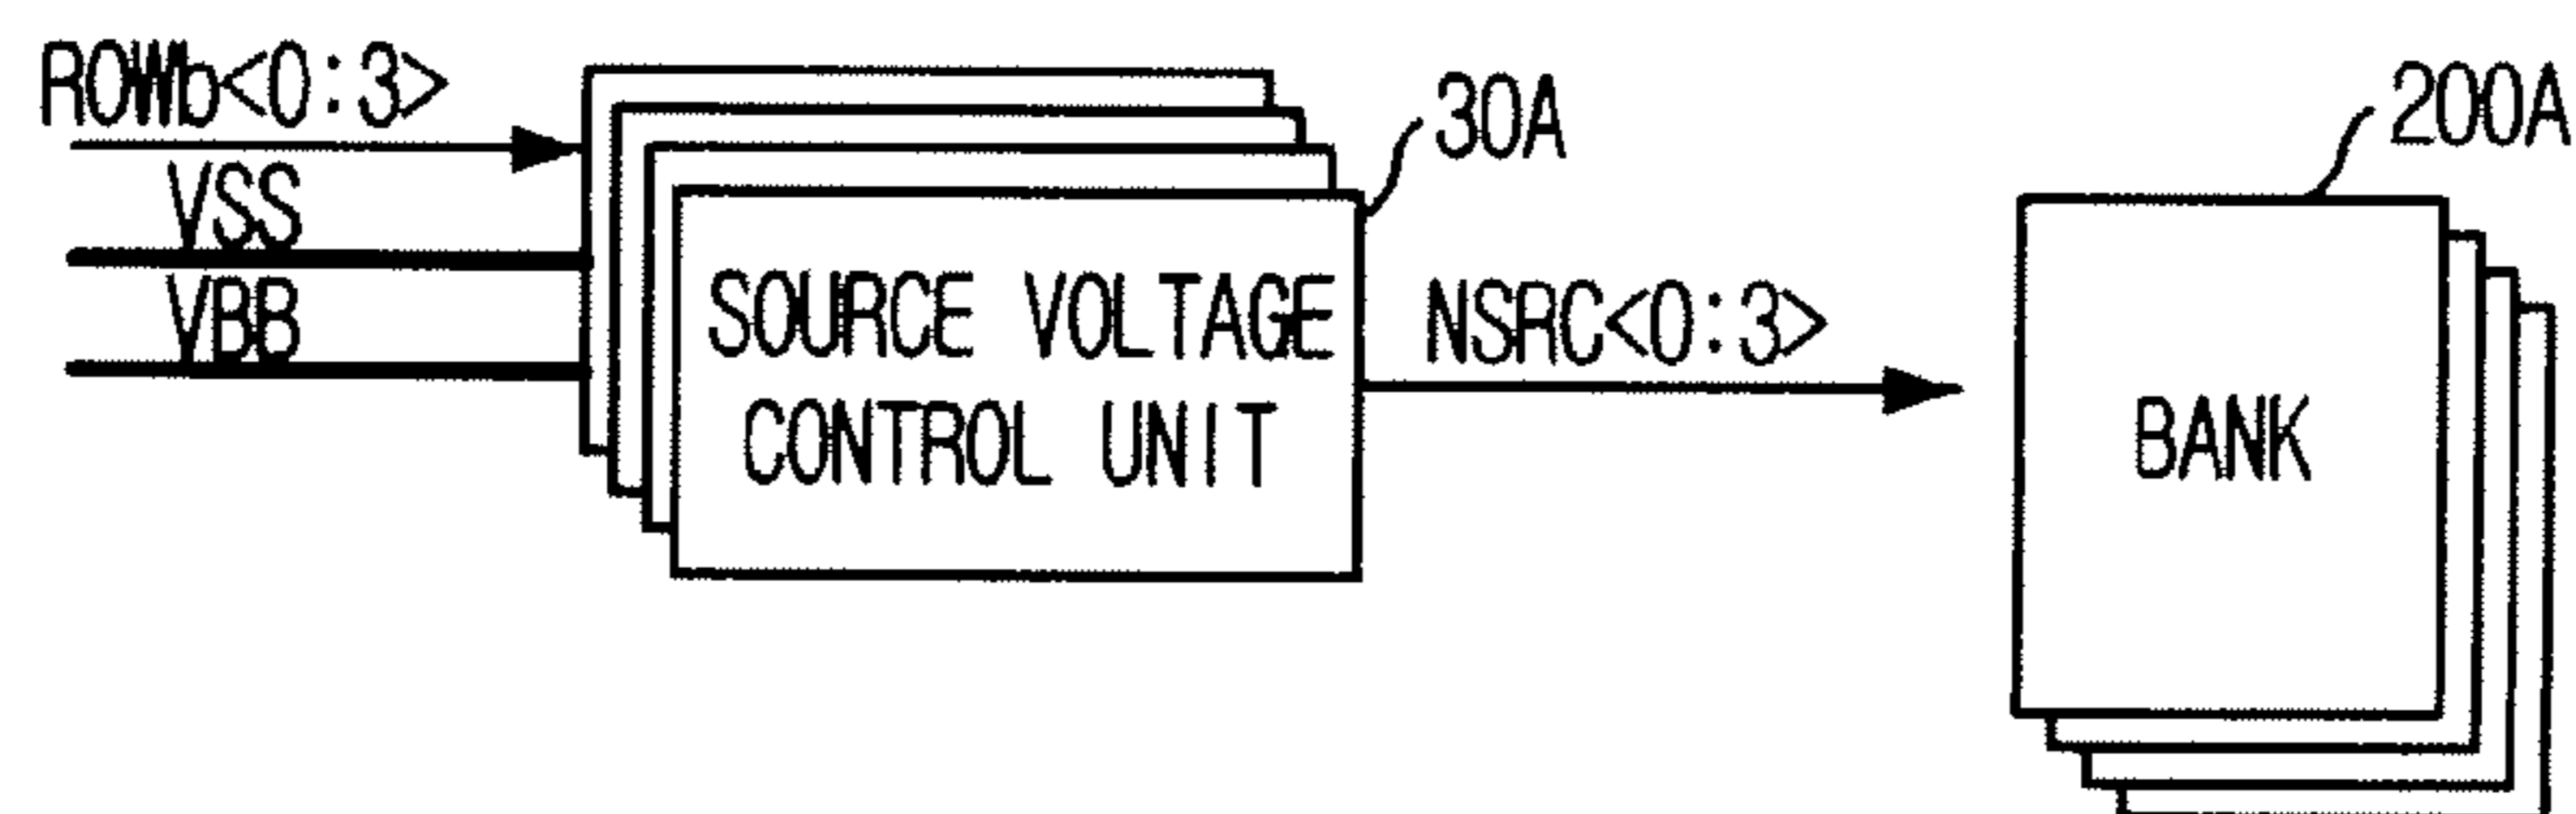 ROWb<0:3>
VSS
VBB
30A
SOURCE VOLTAGE
CONTROL UNIT
NSRC<0:3>
200A
BANK